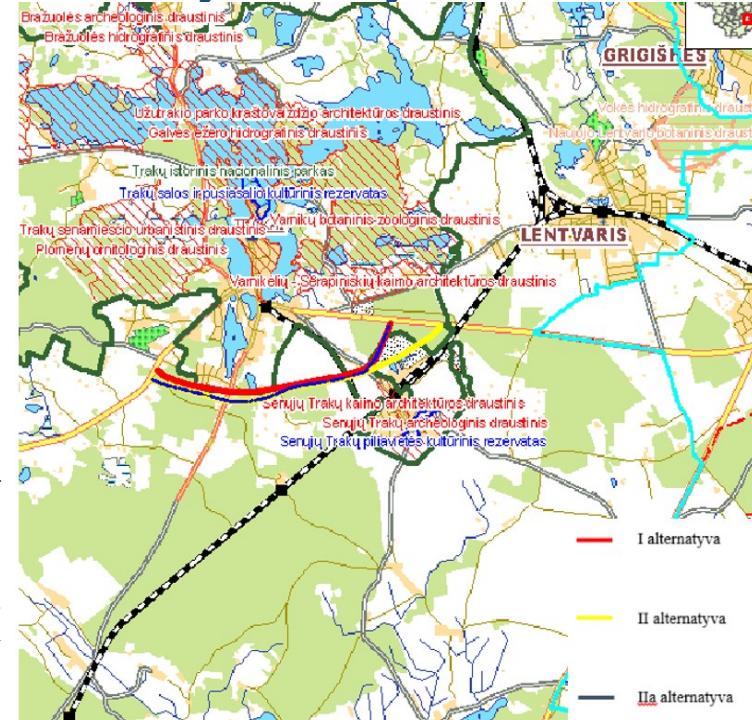 Bražuolės archeologinis draustinis
Bražuolės hidrografinis draustinis
GRIGIŠKĖS
Užutrakio parko kraštovaizdžio architektūros draustinis
Vokės hidrografinis draust
Galvės ežero hidrografinis draustinis
Naujojo Lentvario botaninis draust
Trakų istorinis nacionalinis parkas
Trakų salos ir pusiasalio kultūrinis rezervatas
Varnikų botaninis-zoologinis draustinis
Trakų senamiesčio urbanistinis draustinis
LENTVARIS
Plomėnų ornitologinis draustinis
Varnikėlių - Serapiniškių kaimo architektūros draustinis
Senųjų Trakų kaimo architektūros draustinis
Senųjų Trakų archeologinis draustinis
Senųjų Trakų piliavietės kultūrinis rezervatas
I alternatyva
II alternatyva
IIa alternatyva